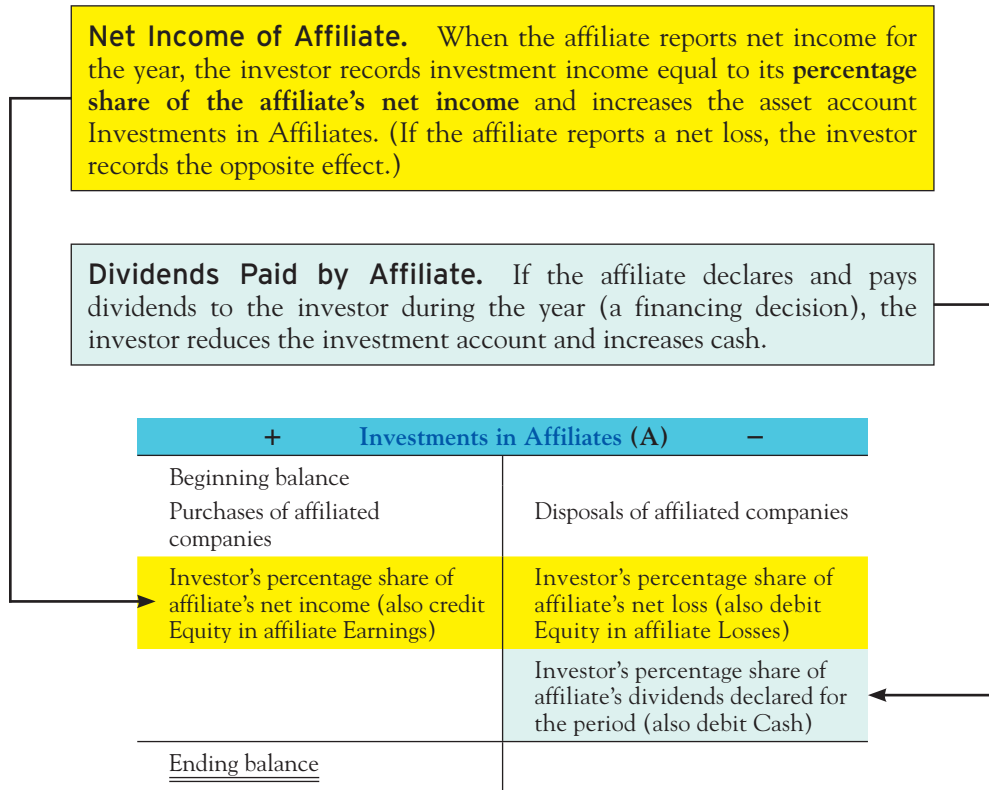 Net Income of Affiliate. When the affiliate reports net income for
the year, the investor records investment income equal to its percentage
share of the affiliate's net income and increases the asset account
Investments in Affiliates. (If the affiliate reports a net loss, the investor
records the opposite effect.)
Dividends Paid by Affiliate. If the affiliate declares and pays
dividends to the investor during the year (a financing decision), the
investor reduces the investment account and increases cash.
+ Investments in Affiliates (A) −
Beginning balance
Purchases of affiliated
companies
Disposals of affiliated companies
Investor's percentage share of
affiliate's net income (also credit
Equity in affiliate Earnings)
Investor's percentage share of
affiliate's net loss (also debit
Equity in affiliate Losses)
Investor's percentage share of
affiliate's dividends declared for
the period (also debit Cash)
Ending balance